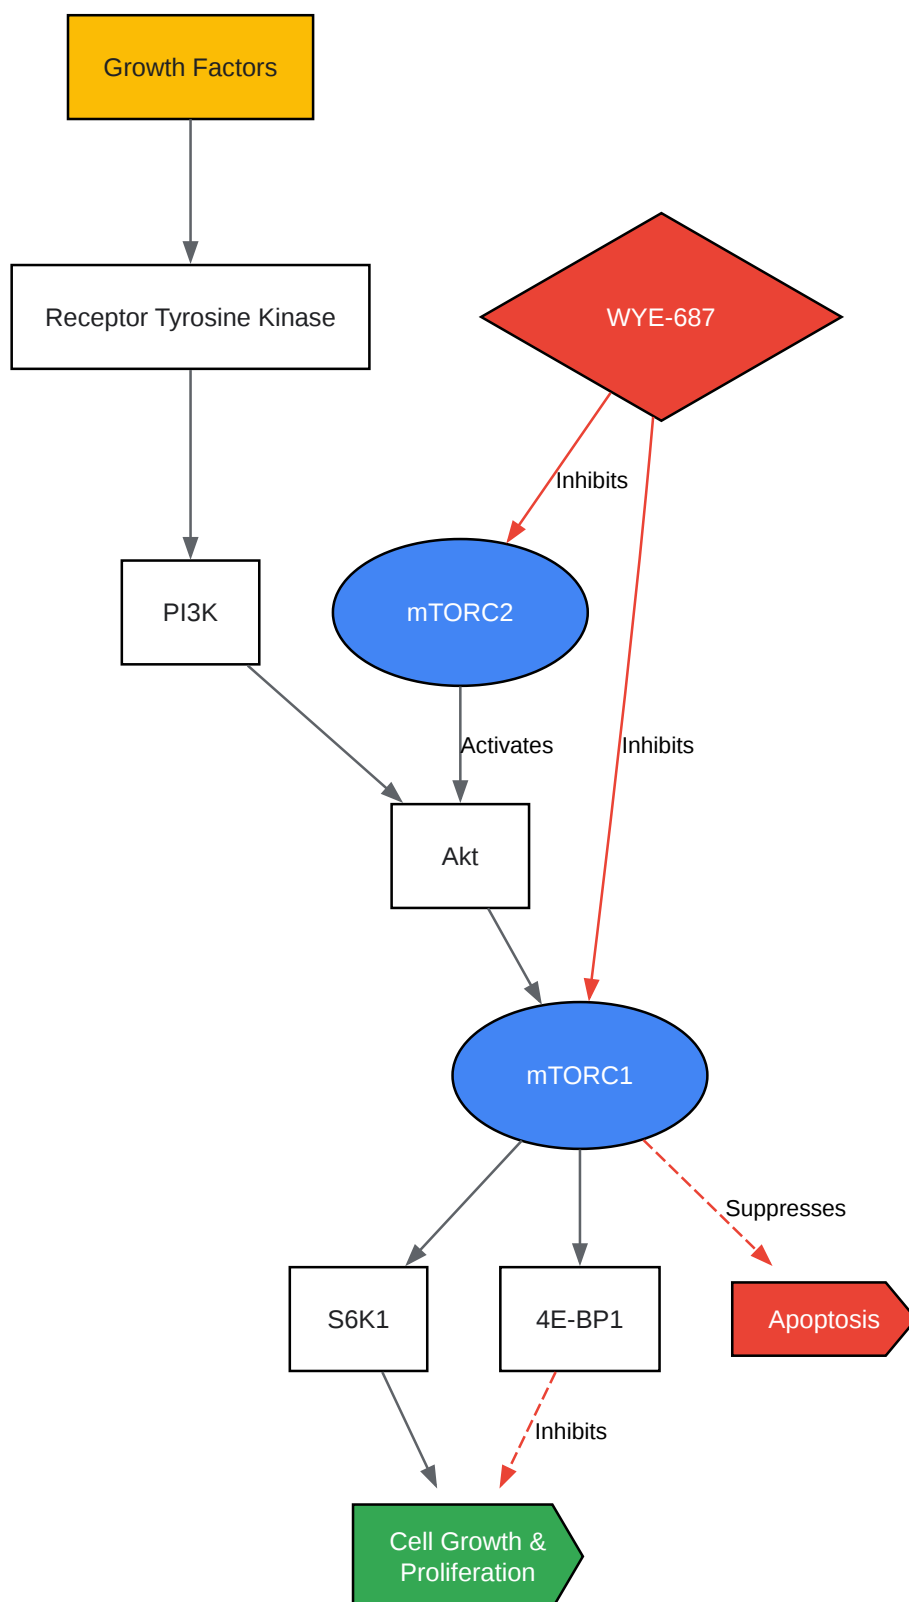 Growth Factors
Receptor Tyrosine Kinase
WYE-687
Inhibits
PI3K
mTORC2
Activates
Inhibits
Akt
mTORC1
Suppresses
S6K1
4E-BP1
Apoptosis
Inhibits
Cell Growth &
Proliferation